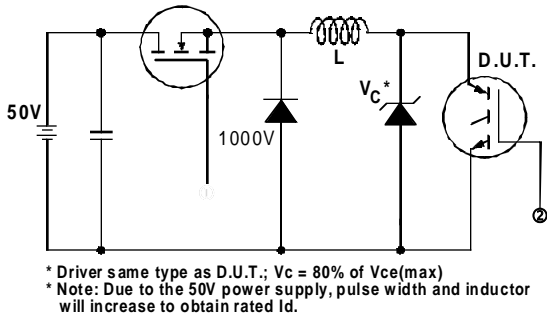 L
D.U.T.
V_C *
50V
1000V
①
②
* Driver same type as D.U.T.; Vc = 80% of Vce(max)
* Note: Due to the 50V power supply, pulse width and inductor
will increase to obtain rated Id.